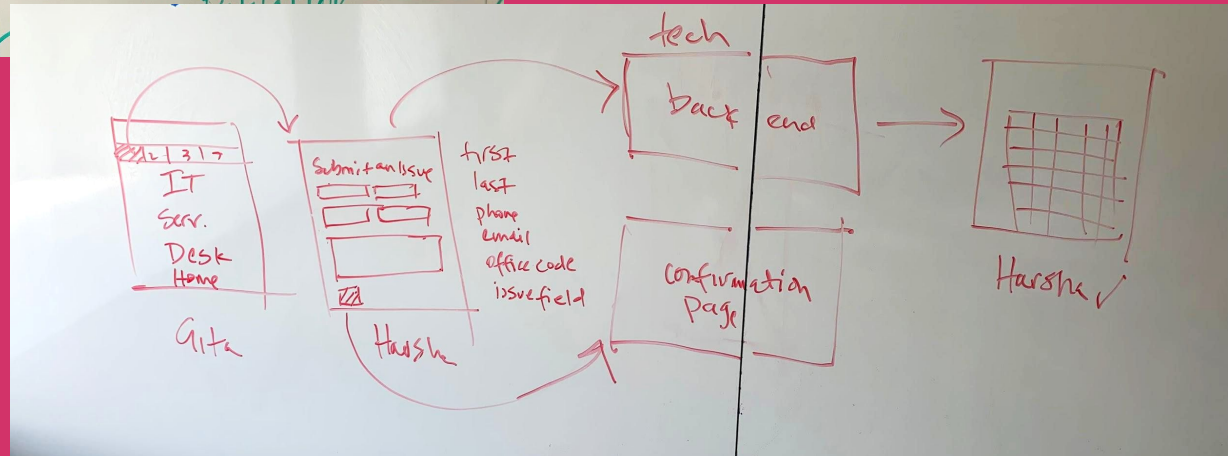 2 | 3 |
IT
Serv.
Desk
Home
Gita
Submit an Issue
Harsha
first
last
phone
email
office code
issue field
tech
back end
confirmation
page
Harsha ✓